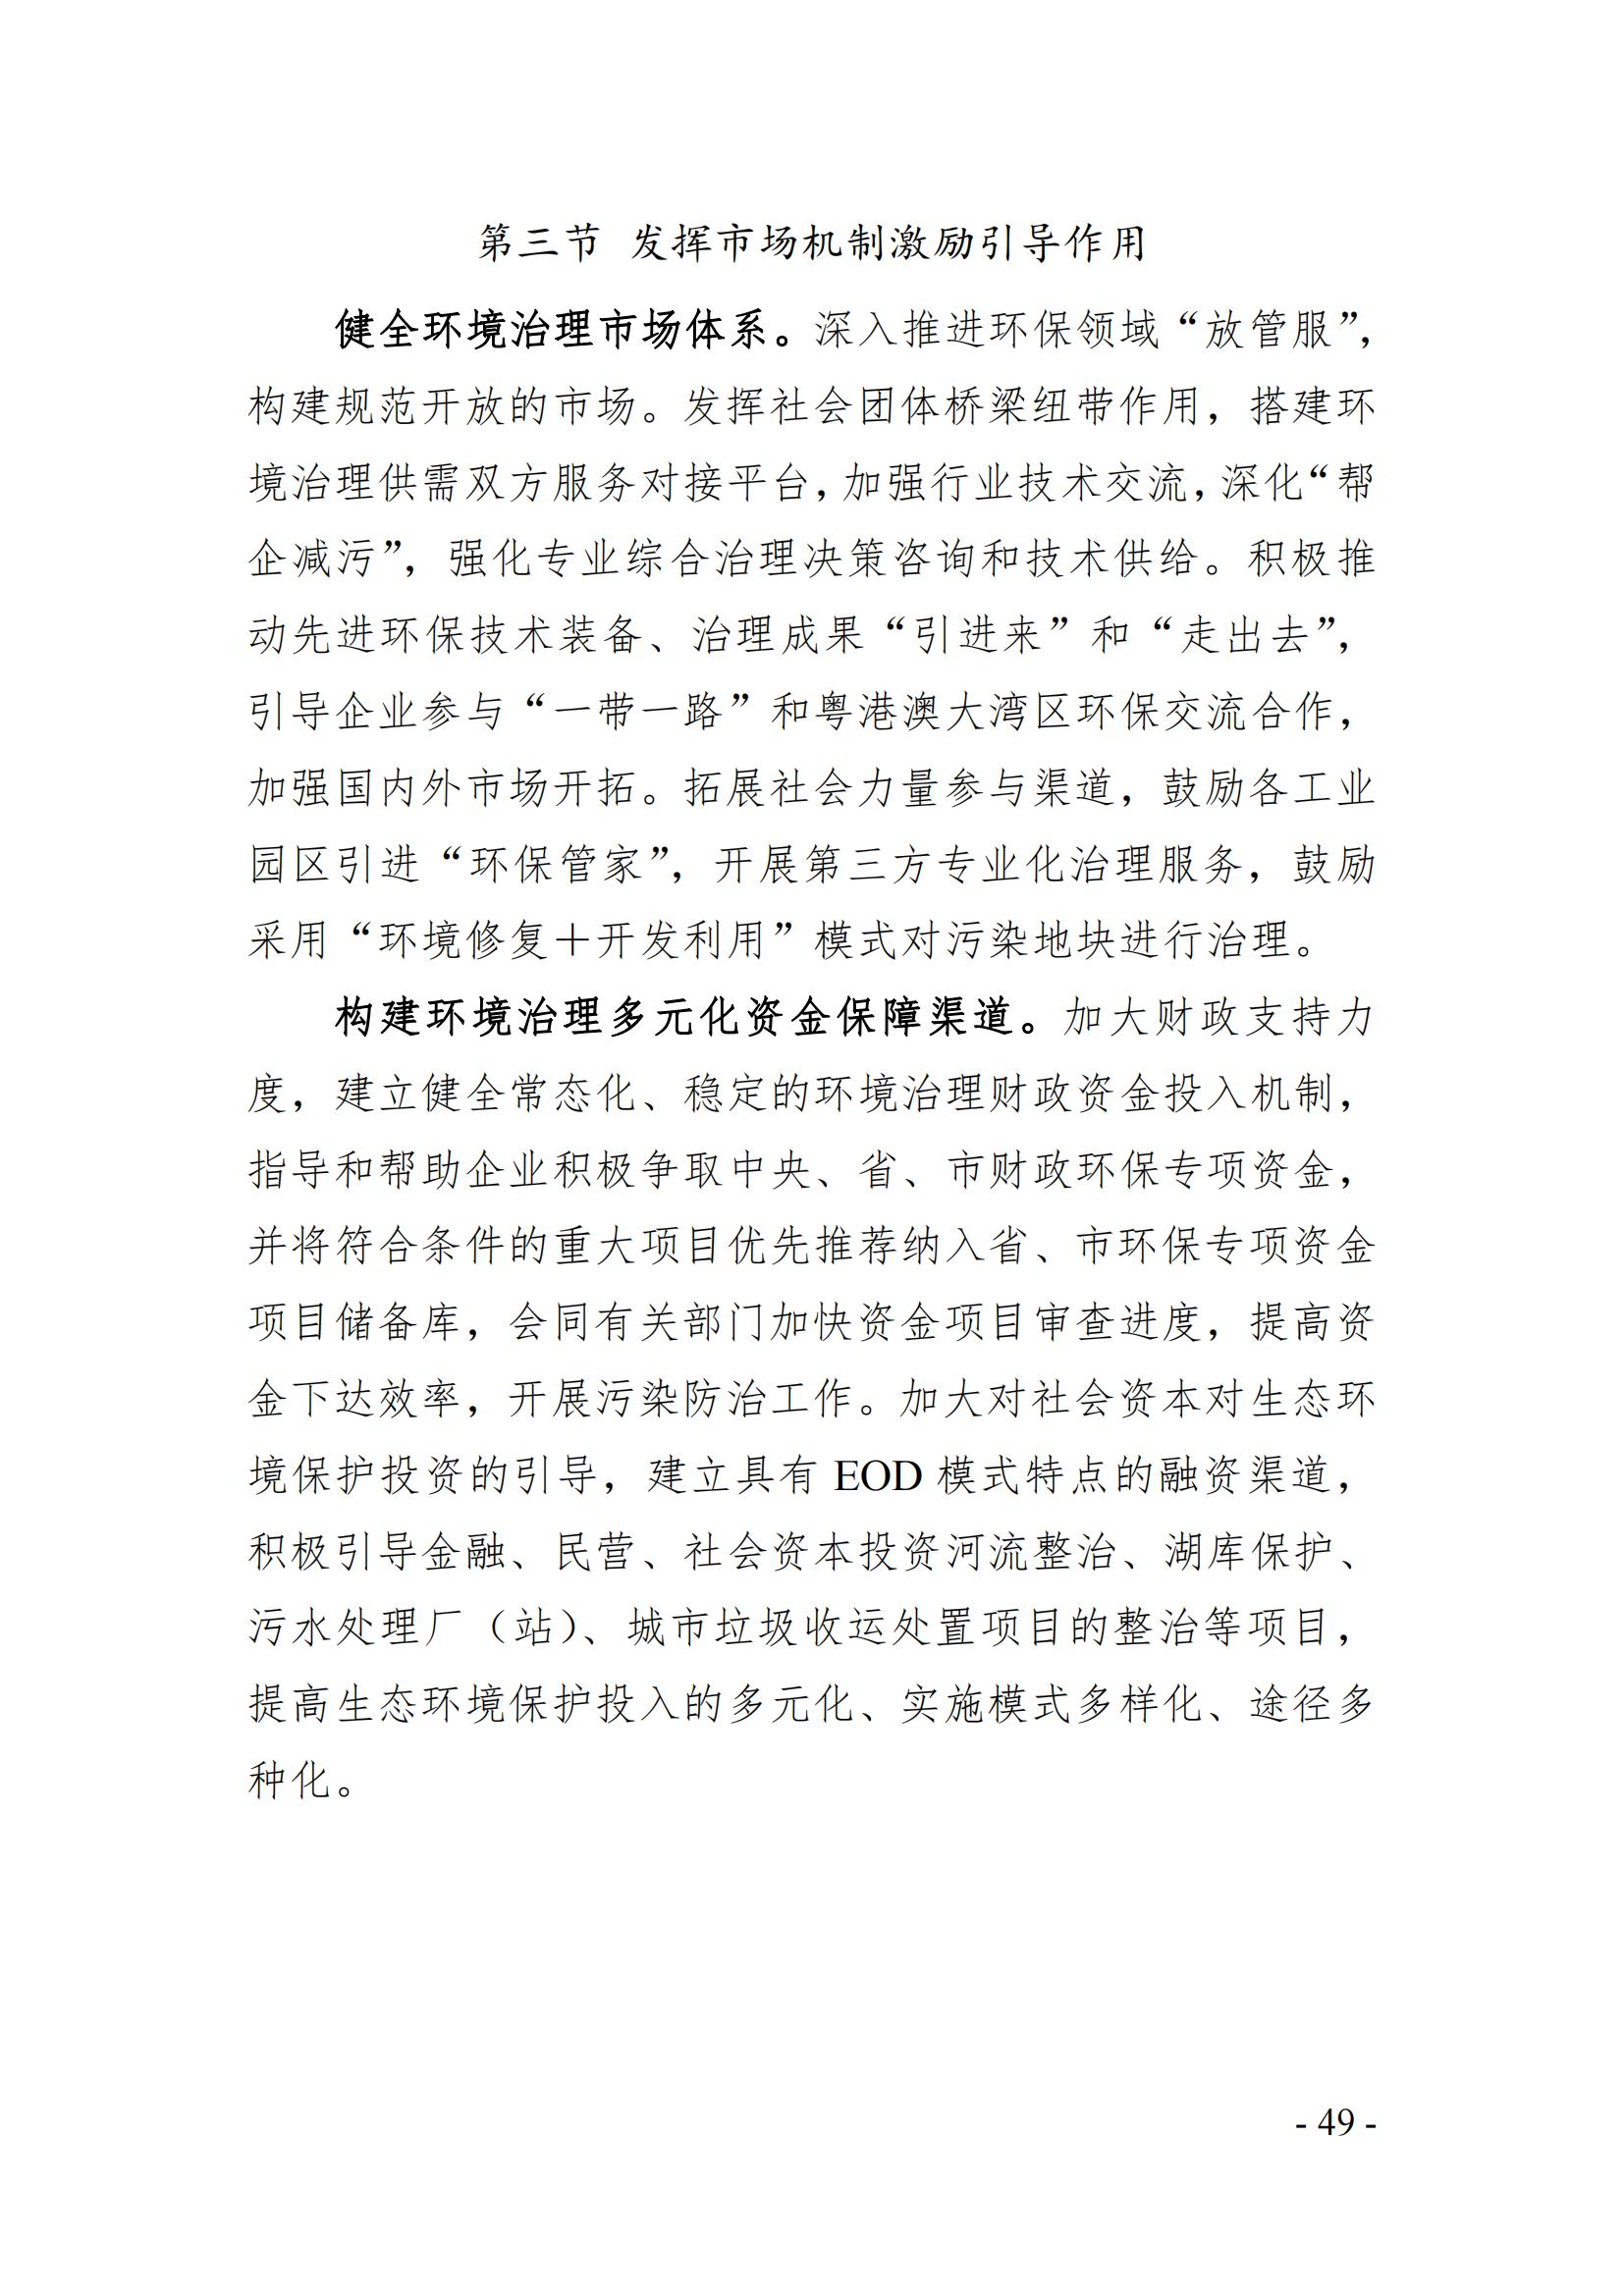 第三节 发挥市场机制激励引导作用
健全环境治理市场体系。深入推进环保领域“放管服”，
构建规范开放的市场。发挥社会团体桥梁纽带作用，搭建环
境治理供需双方服务对接平台，加强行业技术交流，深化“帮
企减污”，强化专业综合治理决策咨询和技术供给。积极推
动先进环保技术装备、治理成果“引进来”和“走出去”，
引导企业参与“一带一路”和粤港澳大湾区环保交流合作，
加强国内外市场开拓。拓展社会力量参与渠道，鼓励各工业
园区引进“环保管家”，开展第三方专业化治理服务，鼓励
采用“环境修复＋开发利用”模式对污染地块进行治理。
构建环境治理多元化资金保障渠道。加大财政支持力
度，建立健全常态化、稳定的环境治理财政资金投入机制，
指导和帮助企业积极争取中央、省、市财政环保专项资金，
并将符合条件的重大项目优先推荐纳入省、市环保专项资金
项目储备库，会同有关部门加快资金项目审查进度，提高资
金下达效率，开展污染防治工作。加大对社会资本对生态环
境保护投资的引导，建立具有 EOD 模式特点的融资渠道，
积极引导金融、民营、社会资本投资河流整治、湖库保护、
污水处理厂（站）、城市垃圾收运处置项目的整治等项目，
提高生态环境保护投入的多元化、实施模式多样化、途径多
种化。
- 49 -